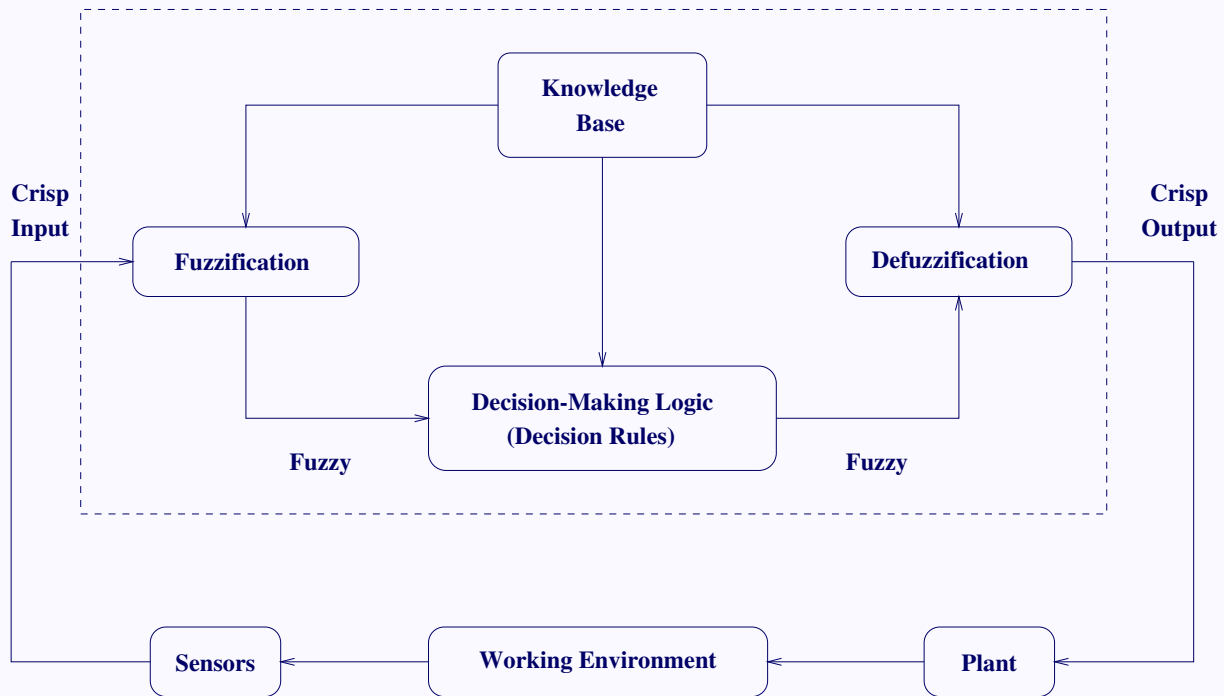 Knowledge
Base
Crisp
Input
Crisp
Output
Fuzzification
Defuzzification
Decision-Making Logic
(Decision Rules)
Fuzzy
Fuzzy
Sensors
Working Environment
Plant